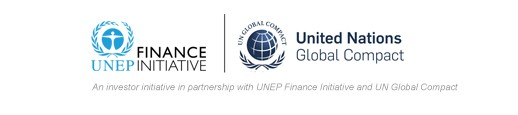 UN GLOBAL COMPACT
FINANCE
UNEP INITIATIVE
United Nations
Global Compact
An investor initiative in partnership with UNEP Finance Initiative and UN Global Compact